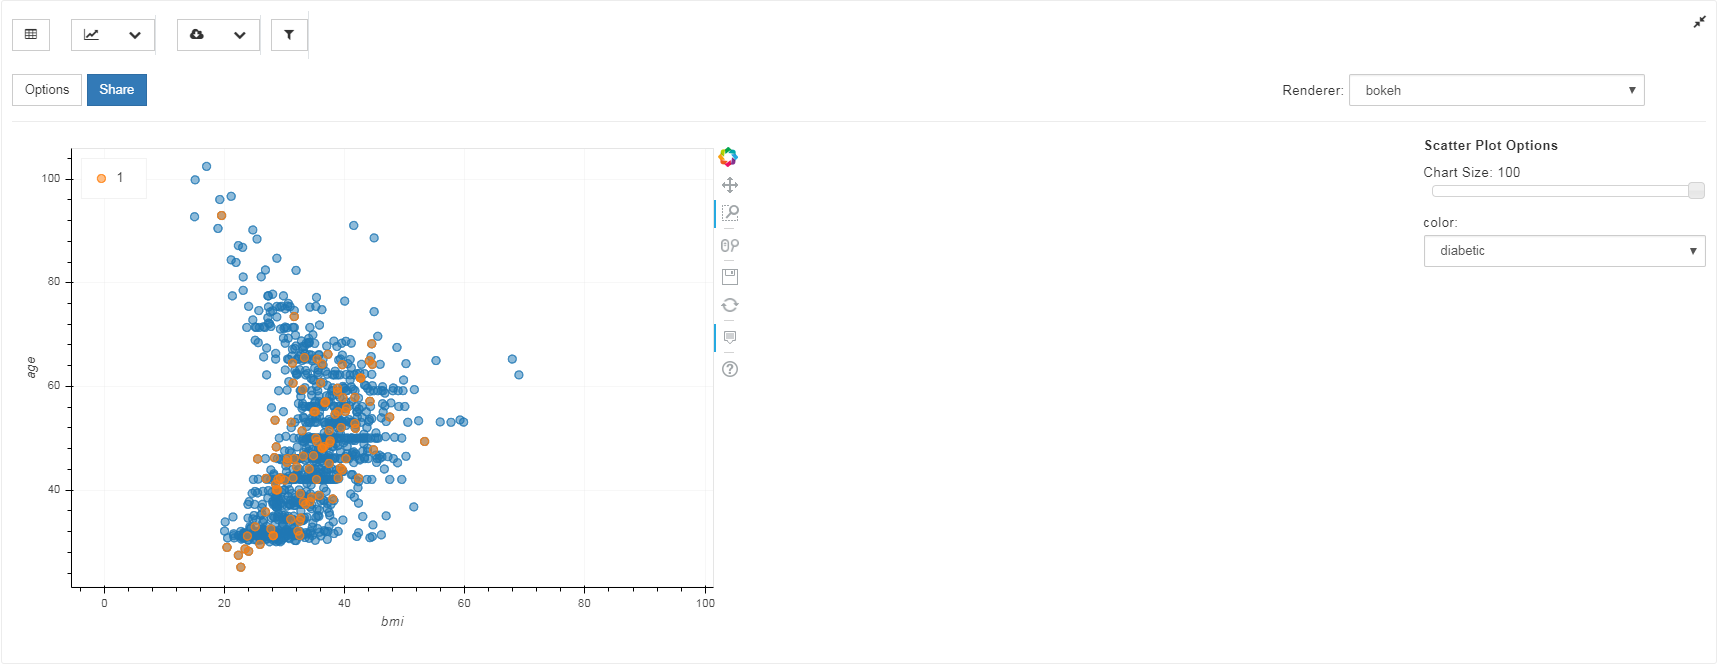 Options
Share
Renderer: bokeh
Scatter Plot Options
Chart Size: 100
color:
diabetic
1
age
100
80
60
40
0 20 40 60 80 100
bmi